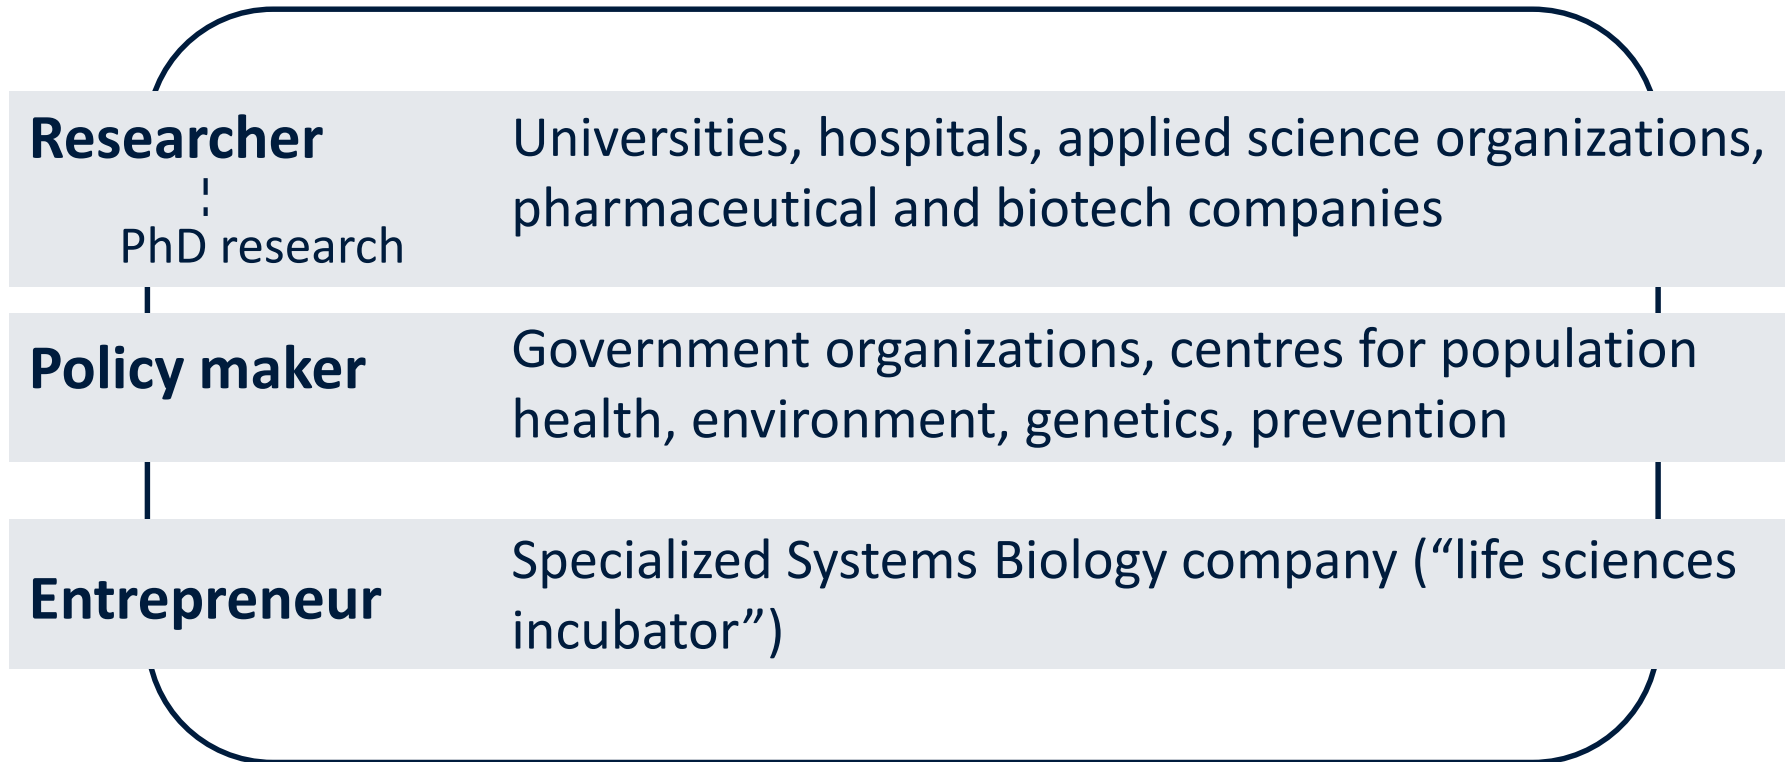 Researcher
PhD research
Universities, hospitals, applied science organizations,
pharmaceutical and biotech companies
Policy maker
Government organizations, centres for population
health, environment, genetics, prevention
Entrepreneur
Specialized Systems Biology company (“life sciences
incubator”)